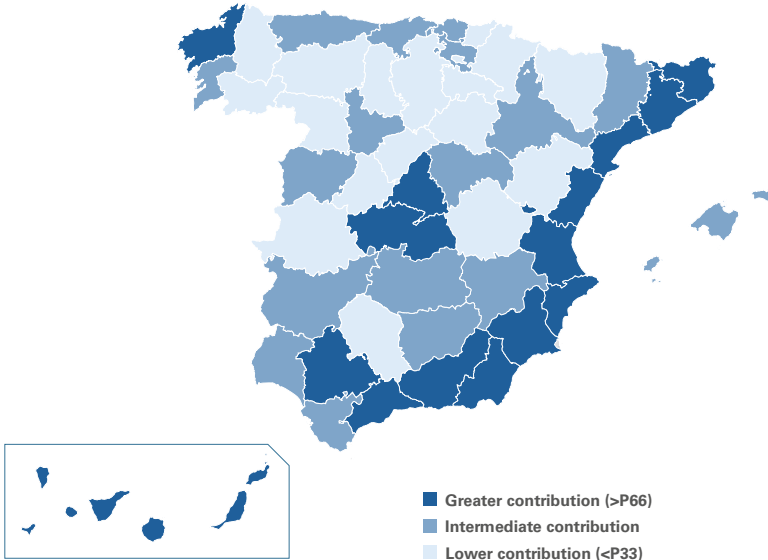 Greater contribution (>P66)
Intermediate contribution
Lower contribution (<P33)